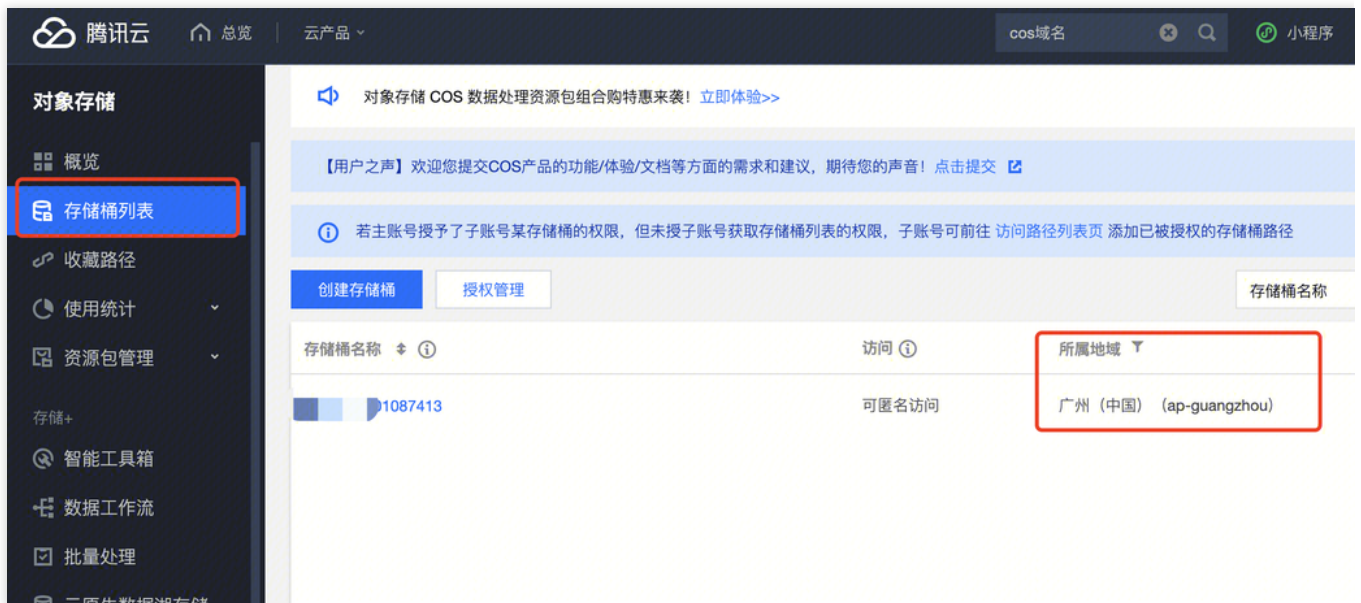 腾讯云 总览 云产品 cos域名 小程序
对象存储
概览
存储桶列表
收藏路径
使用统计
资源包管理
存储+
智能工具箱
数据工作流
批量处理
对象存储 COS 数据处理资源包组合购特惠来袭！立即体验>>
【用户之声】欢迎您提交COS产品的功能/体验/文档等方面的需求和建议，期待您的声音！点击提交
若主账号授予了子账号某存储桶的权限，但未授子账号获取存储桶列表的权限，子账号可前往 访问路径列表页 添加已被授权的存储桶路径
创建存储桶 授权管理 存储桶名称
存储桶名称 访问 所属地域
1087413 可匿名访问 广州（中国）（ap-guangzhou）